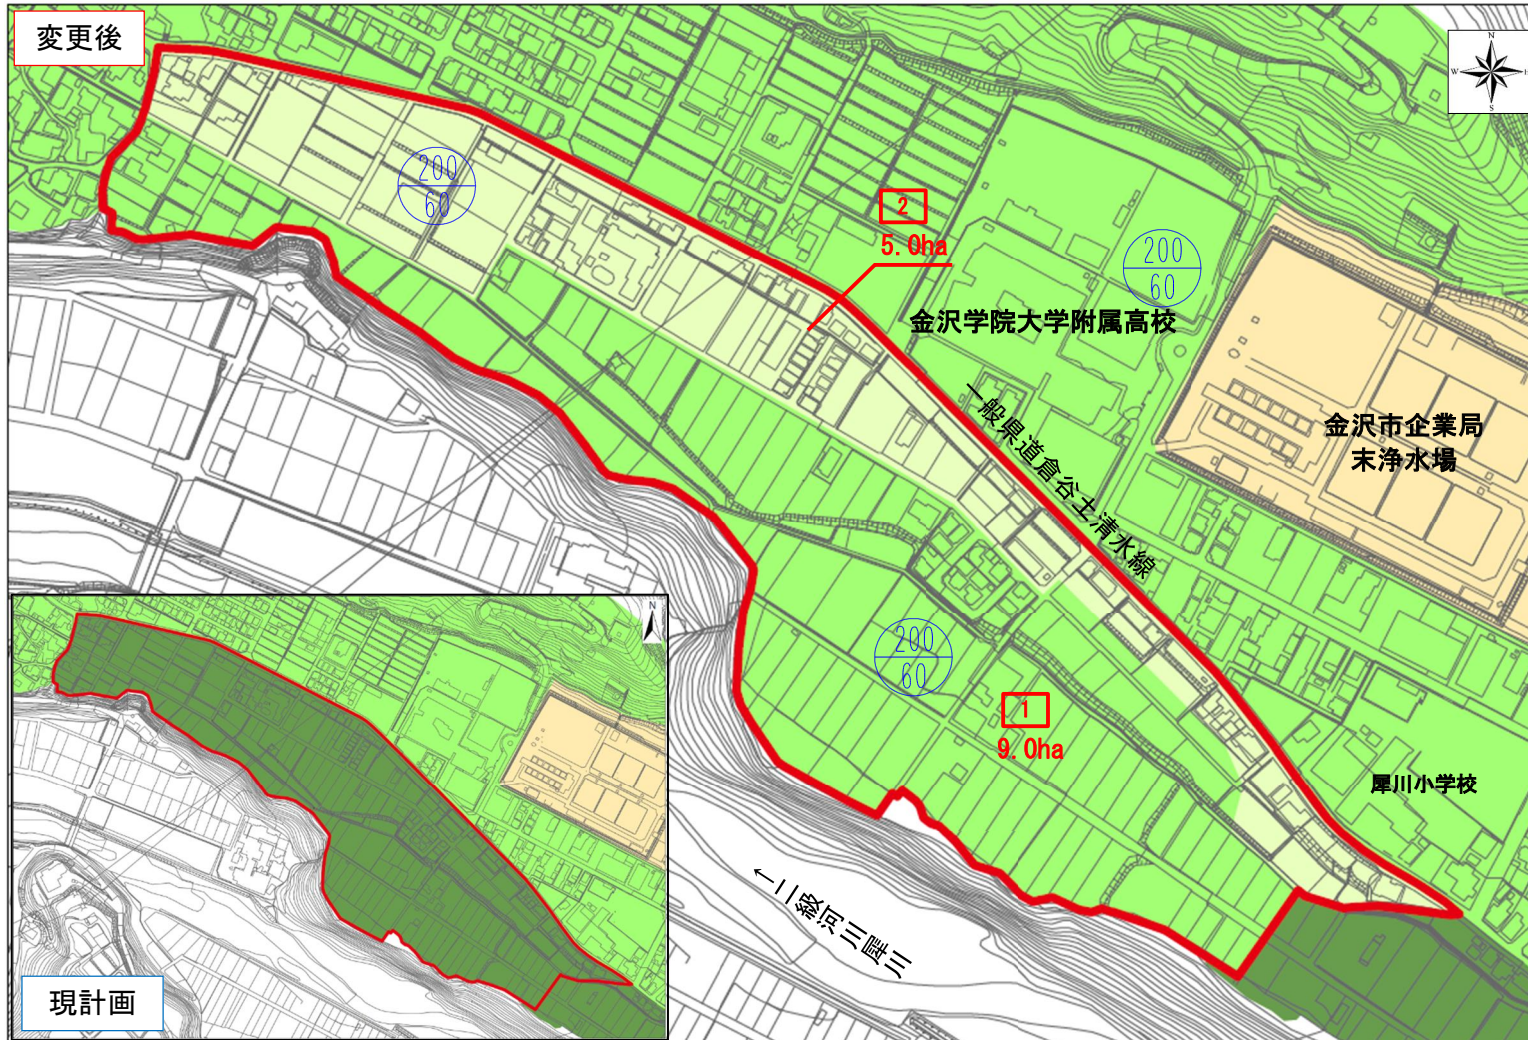 変更後
N
W
E
S
200
60
2
5.0ha
200
60
金沢学院大学附属高校
金沢市企業局
末浄水場
一般県道倉谷土清水線
200
60
1
9.0ha
犀川小学校
←二級河川犀川
N
現計画